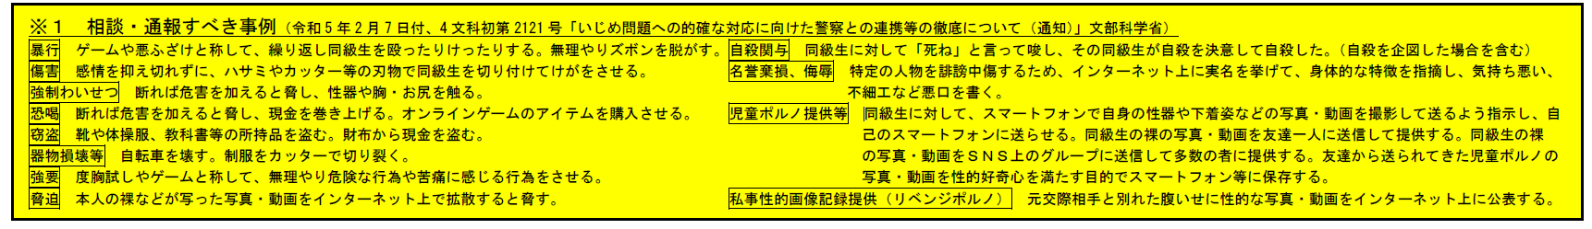 ※１　相談・通報すべき事例（令和５年２月７日付、４文科初第 2121 号「いじめ問題への的確な対応に向けた警察との連携等の徹底について（通知）」文部科学省）
暴行　ゲームや悪ふざけと称して、繰り返し同級生を殴ったりけったりする。無理やりズボンを脱がす。
傷害　感情を抑え切れずに、ハサミやカッター等の刃物で同級生を切り付けてけがをさせる。
強制わいせつ　断れば危害を加えると脅し、性器や胸・お尻を触る。
恐喝　断れば危害を加えると脅し、現金を巻き上げる。オンラインゲームのアイテムを購入させる。
窃盗　靴や体操服、教科書等の所持品を盗む。財布から現金を盗む。
器物損壊等　自転車を壊す。制服をカッターで切り裂く。
強要　度胸試しやゲームと称して、無理やり危険な行為や苦痛に感じる行為をさせる。
脅迫　本人の裸などが写った写真・動画をインターネット上で拡散すると脅す。
自殺関与　同級生に対して「死ね」と言って唆し、その同級生が自殺を決意して自殺した。（自殺を企図した場合を含む）
名誉棄損、侮辱　特定の人物を誹謗中傷するため、インターネット上に実名を挙げて、身体的な特徴を指摘し、気持ち悪い、
不細工など悪口を書く。
児童ポルノ提供等　同級生に対して、スマートフォンで自身の性器や下着姿などの写真・動画を撮影して送るよう指示し、自
己のスマートフォンに送らせる。同級生の裸の写真・動画を友達一人に送信して提供する。同級生の裸
の写真・動画をＳＮＳ上のグループに送信して多数の者に提供する。友達から送られてきた児童ポルノの
写真・動画を性的好奇心を満たす目的でスマートフォン等に保存する。
私事性的画像記録提供（リベンジポルノ）　元交際相手と別れた腹いせに性的な写真・動画をインターネット上に公表する。